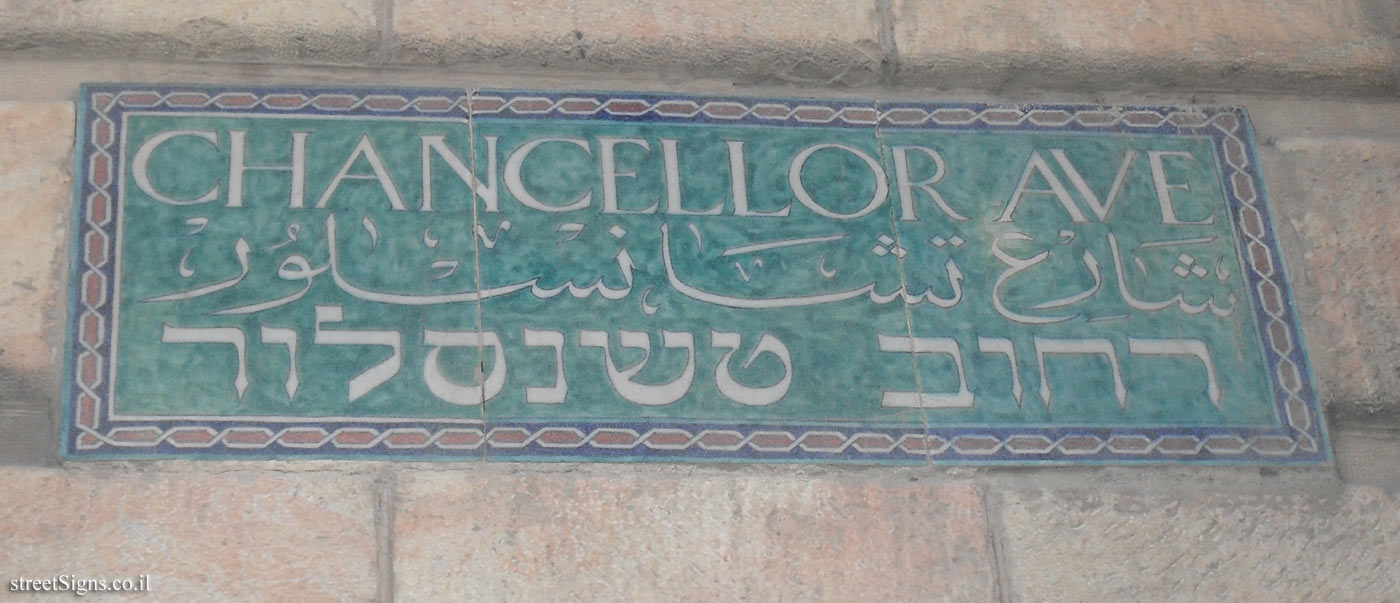 CHANCELLOR AVE
شارع تشانسلور
רחוב טשנסלור
streetSigns.co.il